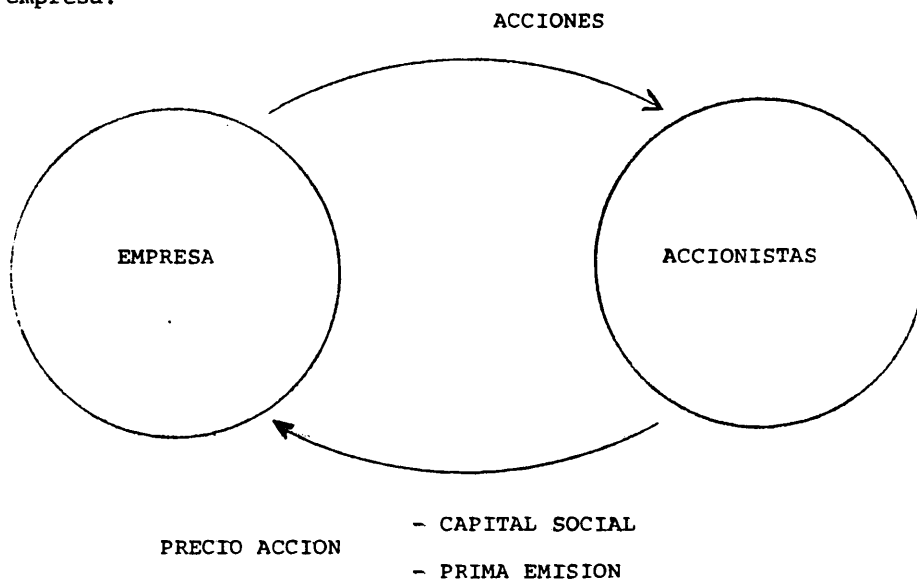 empresa.
ACCIONES
EMPRESA
ACCIONISTAS
- CAPITAL SOCIAL
PRECIO ACCION
- PRIMA EMISION